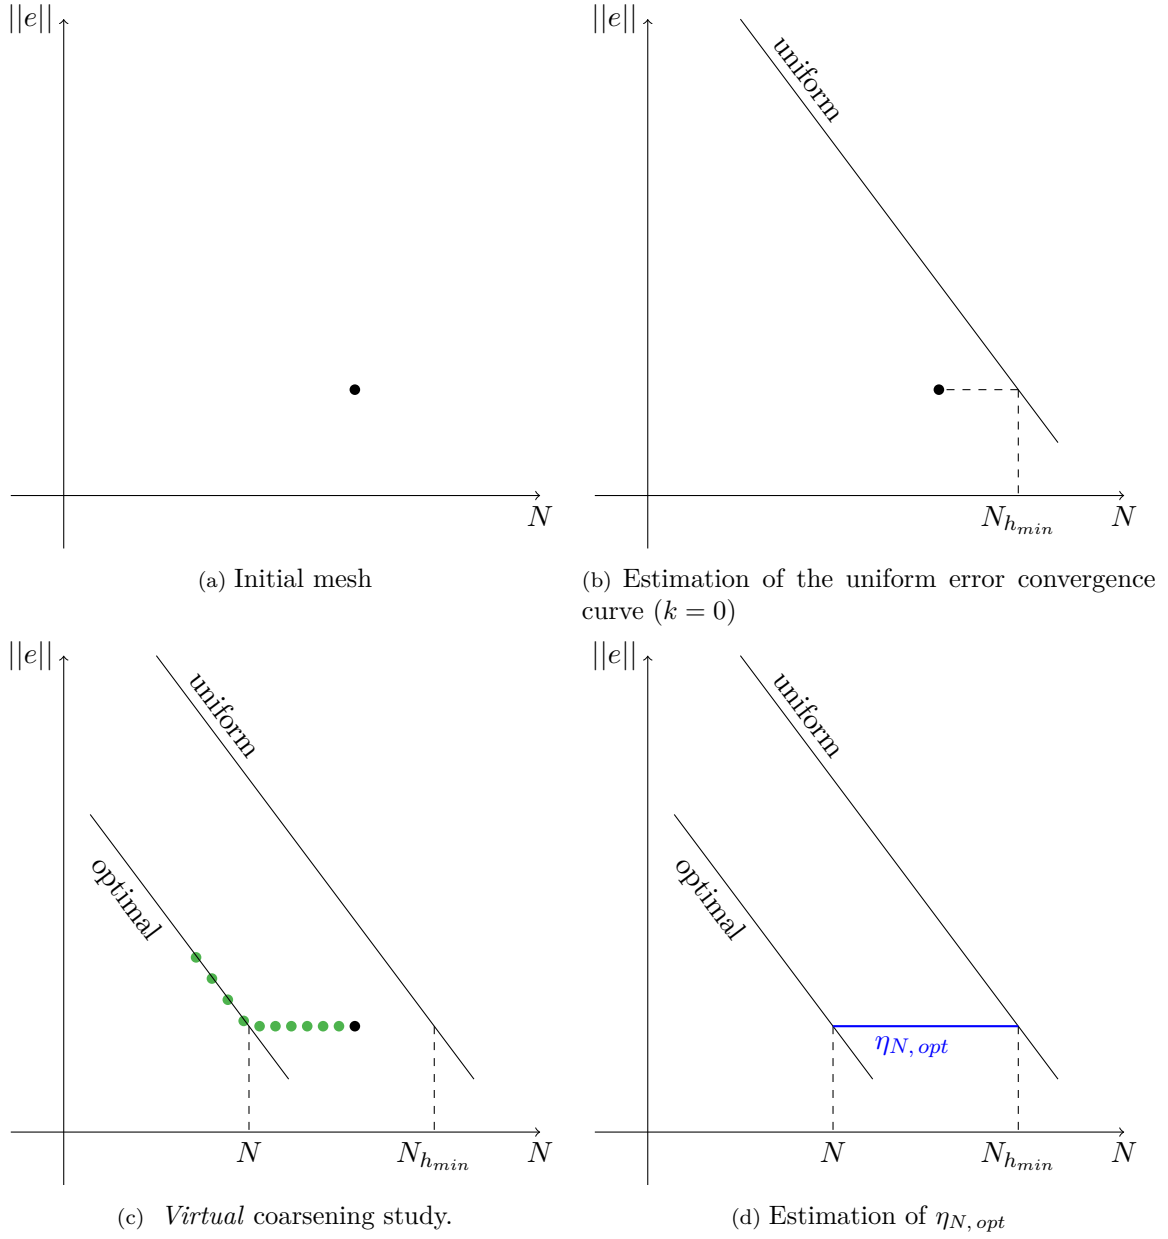 ||e||
N
(a) Initial mesh
||e||
uniform
N_{h_{min}}
N
(b) Estimation of the uniform error convergence
curve (k = 0)
||e||
uniform
optimal
N
N_{h_{min}}
N
(c) Virtual coarsening study.
||e||
uniform
optimal
η_{N, opt}
N
N_{h_{min}}
N
(d) Estimation of η_{N, opt}